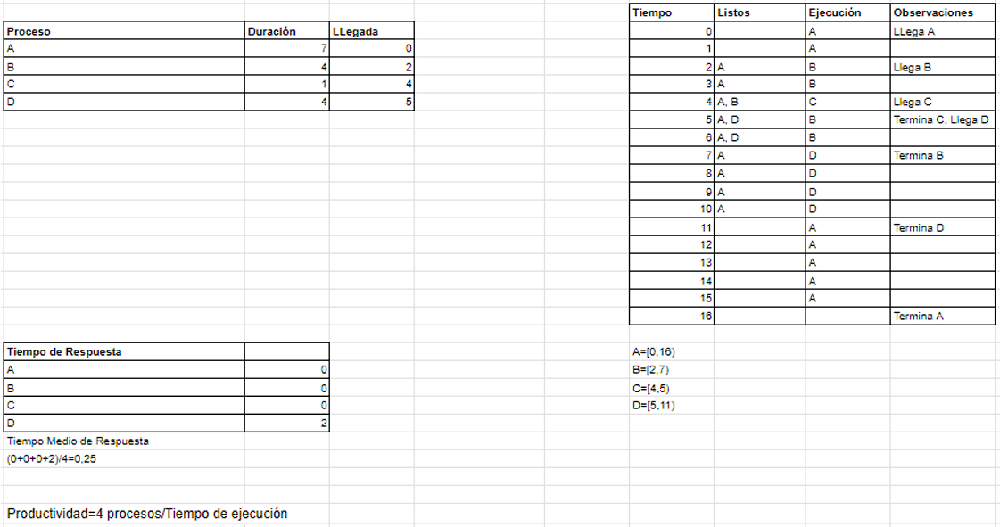 Tiempo Listos Ejecución Observaciones
0 A LLega A
Proceso Duración LLegada
A 7 0
1 A
B 4 2
2 A B Llega B
C 1 4
3 A B
D 4 5
4 A, B C Llega C
5 A, D B Termina C, Llega D
6 A, D B
7 A D Termina B
8 A D
9 A D
10 A D
11 A Termina D
12 A
13 A
14 A
15 A
16 Termina A
Tiempo de Respuesta
A 0
B 0
C 0
D 2
Tiempo Medio de Respuesta
(0+0+0+2)/4=0,25
A=[0,16)
B=[2,7)
C=[4,5)
D=[5,11)
Productividad=4 procesos/Tiempo de ejecución